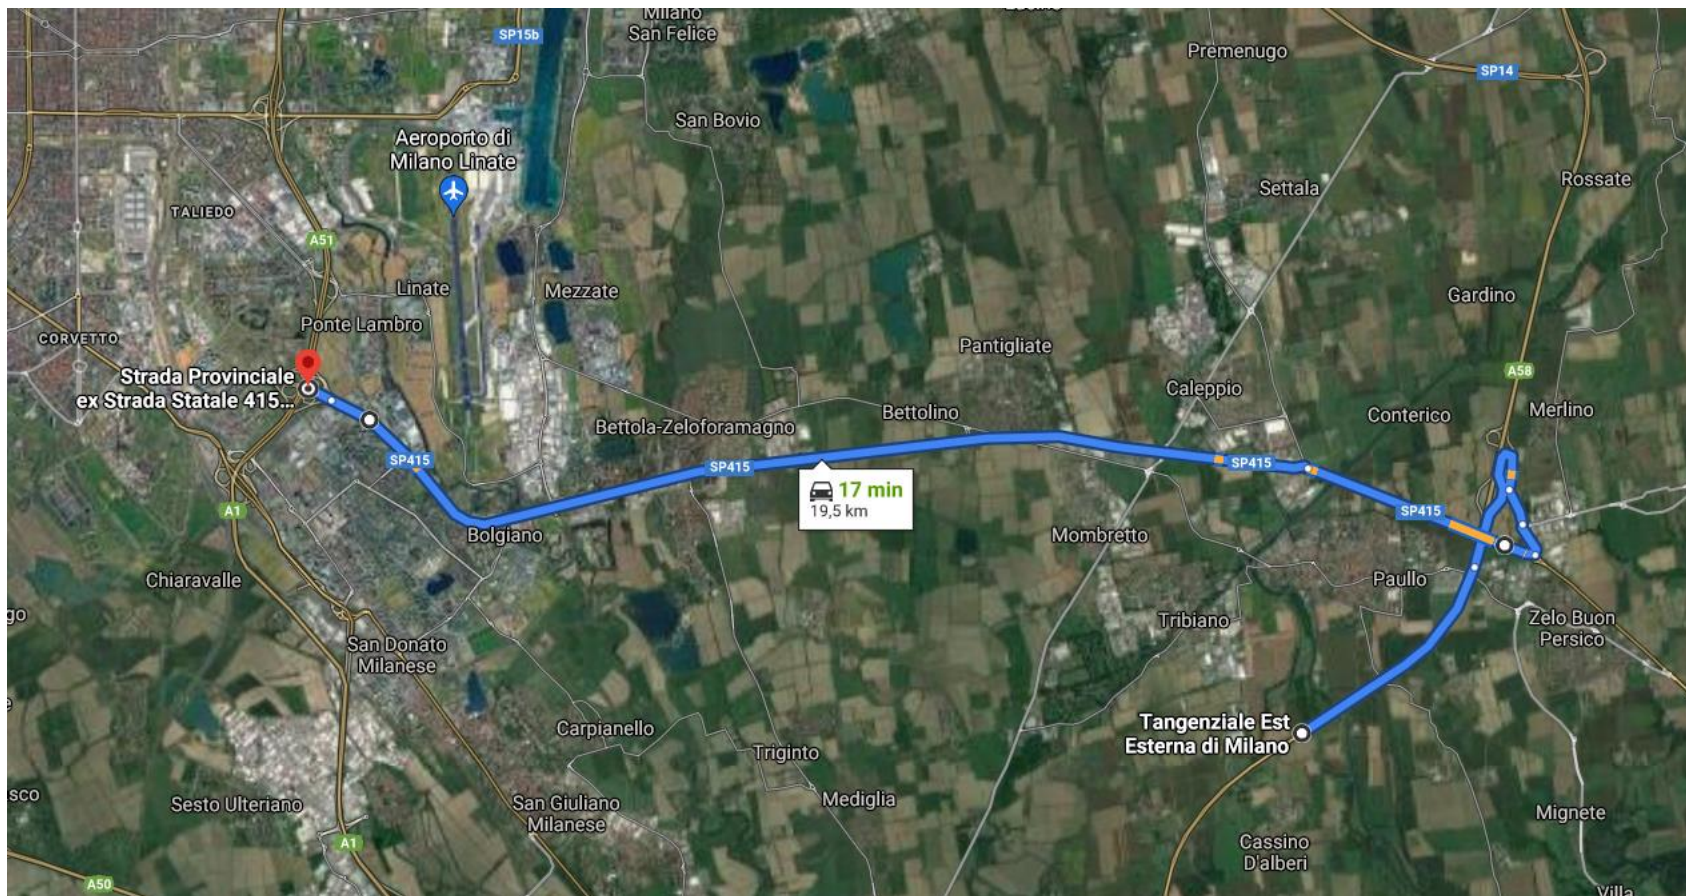 Milano
San Felice
SP15b
Premenugo
SP14
San Bovio
Aeroporto di
Milano Linate
Settala
Rossate
TALIEDO
A51
Linate
Mezzate
Gardino
Ponte Lambro
CORVETTO
Pantigliate
Strada Provinciale
ex Strada Statale 415...
A58
Caleppio
Conterico
Merlino
Bettolino
Bettola-Zeloforamagno
SP415
SP415
SP415
17 min
19,5 km
SP415
A1
Bolgiano
Mombretto
Chiaravalle
Paullo
go
Tribiano
Zelo Buon
Persico
San Donato
Milanese
Carpianello
Tangenziale Est
Esterna di Milano
Triginto
sco
Sesto Ulteriano
San Giuliano
Milanese
Mediglia
Mignete
A1
Cassino
D'alberi
A50
Villa